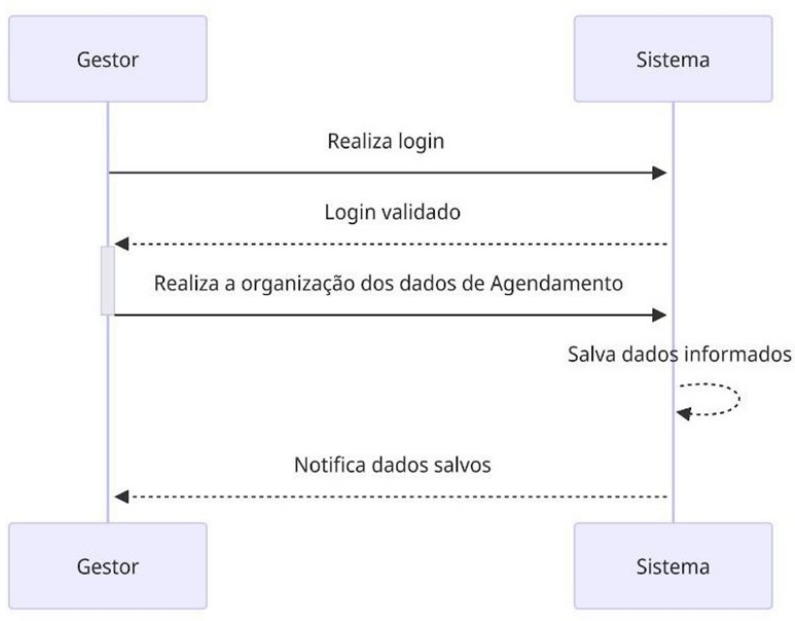 Gestor
Sistema
Realiza login
Login validado
Realiza a organização dos dados de Agendamento
Salva dados informados
Notifica dados salvos
Gestor
Sistema